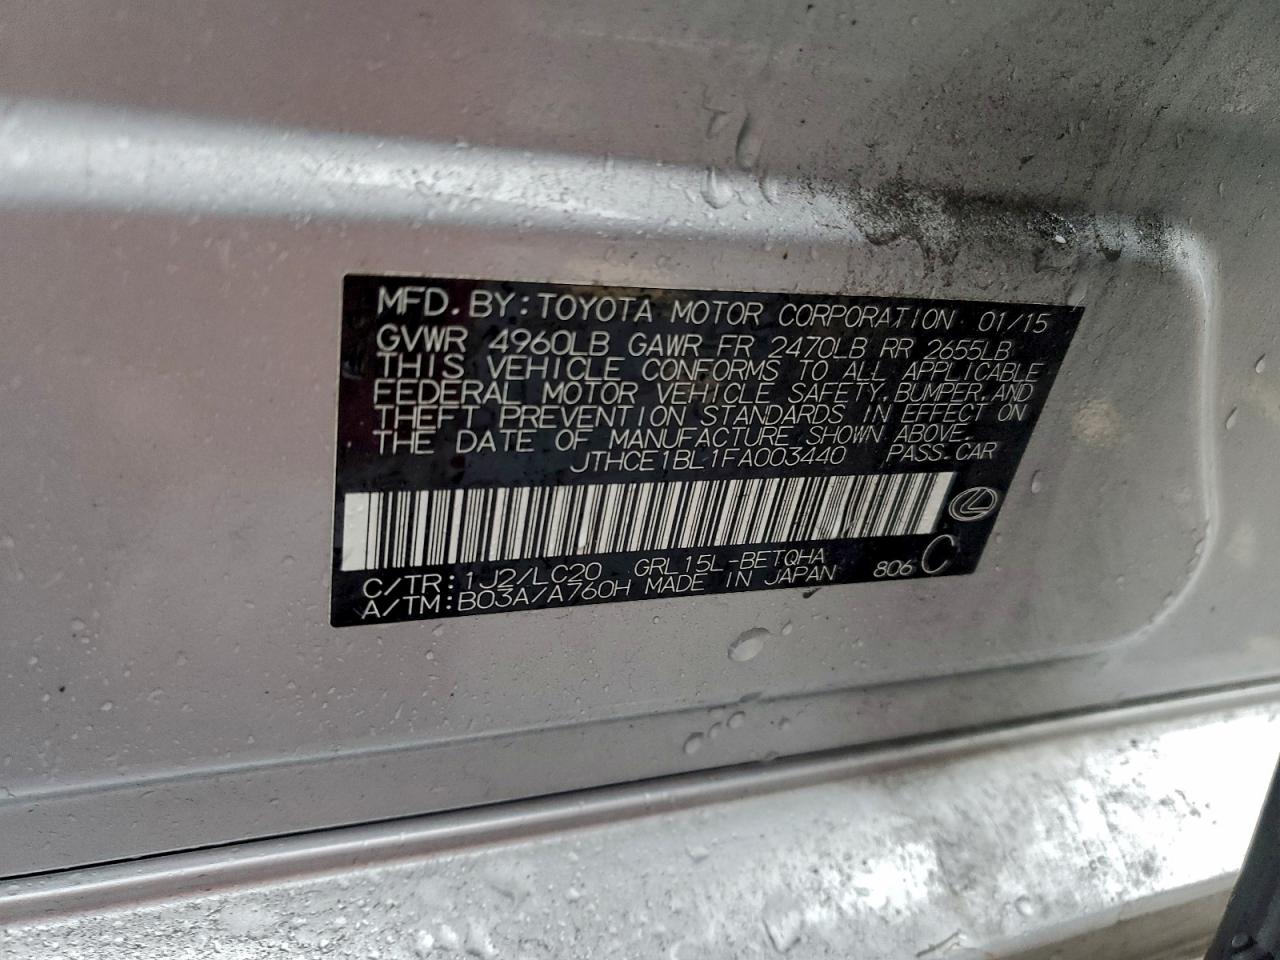 MFD. BY: TOYOTA MOTOR CORPORATION 01/15
GVWR 4960LB GAWR FR 2470LB RR 2655LB
THIS VEHICLE CONFORMS TO ALL APPLICABLE
FEDERAL MOTOR VEHICLE SAFETY, BUMPER, AND
THEFT PREVENTION STANDARDS IN EFFECT ON
THE DATE OF MANUFACTURE SHOWN ABOVE.
JTHCE1BL1FA003440 PASS. CAR
C/TR: 1J2/LC20 GRL15L-BETQHA
A/TM: B03A/A760H MADE IN JAPAN 806 C